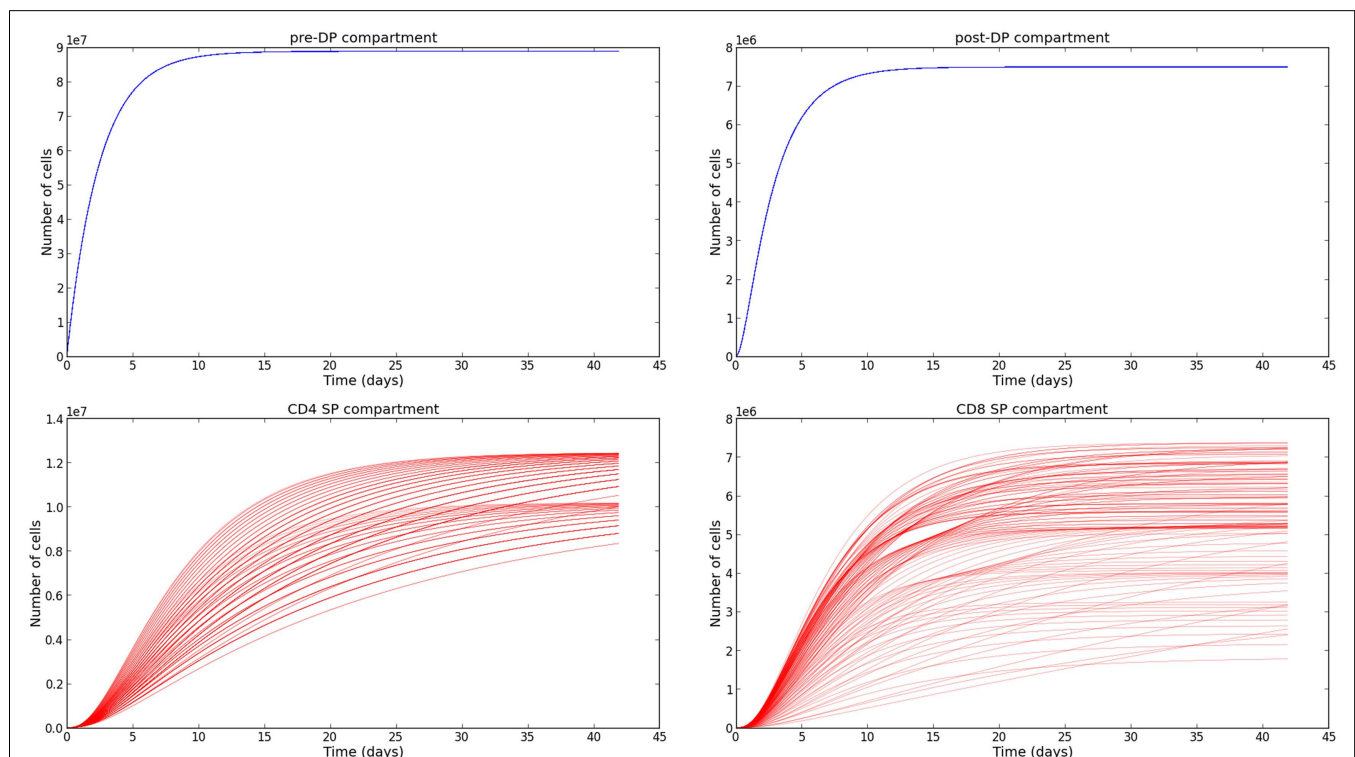 pre-DP compartment
1e7
9
8
7
6
5
4
3
2
1
0
Number of cells
0 5 10 15 20 25 30 35 40 45
Time (days)
post-DP compartment
1e6
8
7
6
5
4
3
2
1
0
Number of cells
0 5 10 15 20 25 30 35 40 45
Time (days)
CD4 SP compartment
1e7
1.4
1.2
1.0
0.8
0.6
0.4
0.2
0.0
Number of cells
0 5 10 15 20 25 30 35 40 45
Time (days)
CD8 SP compartment
1e6
8
7
6
5
4
3
2
1
0
Number of cells
0 5 10 15 20 25 30 35 40 45
Time (days)